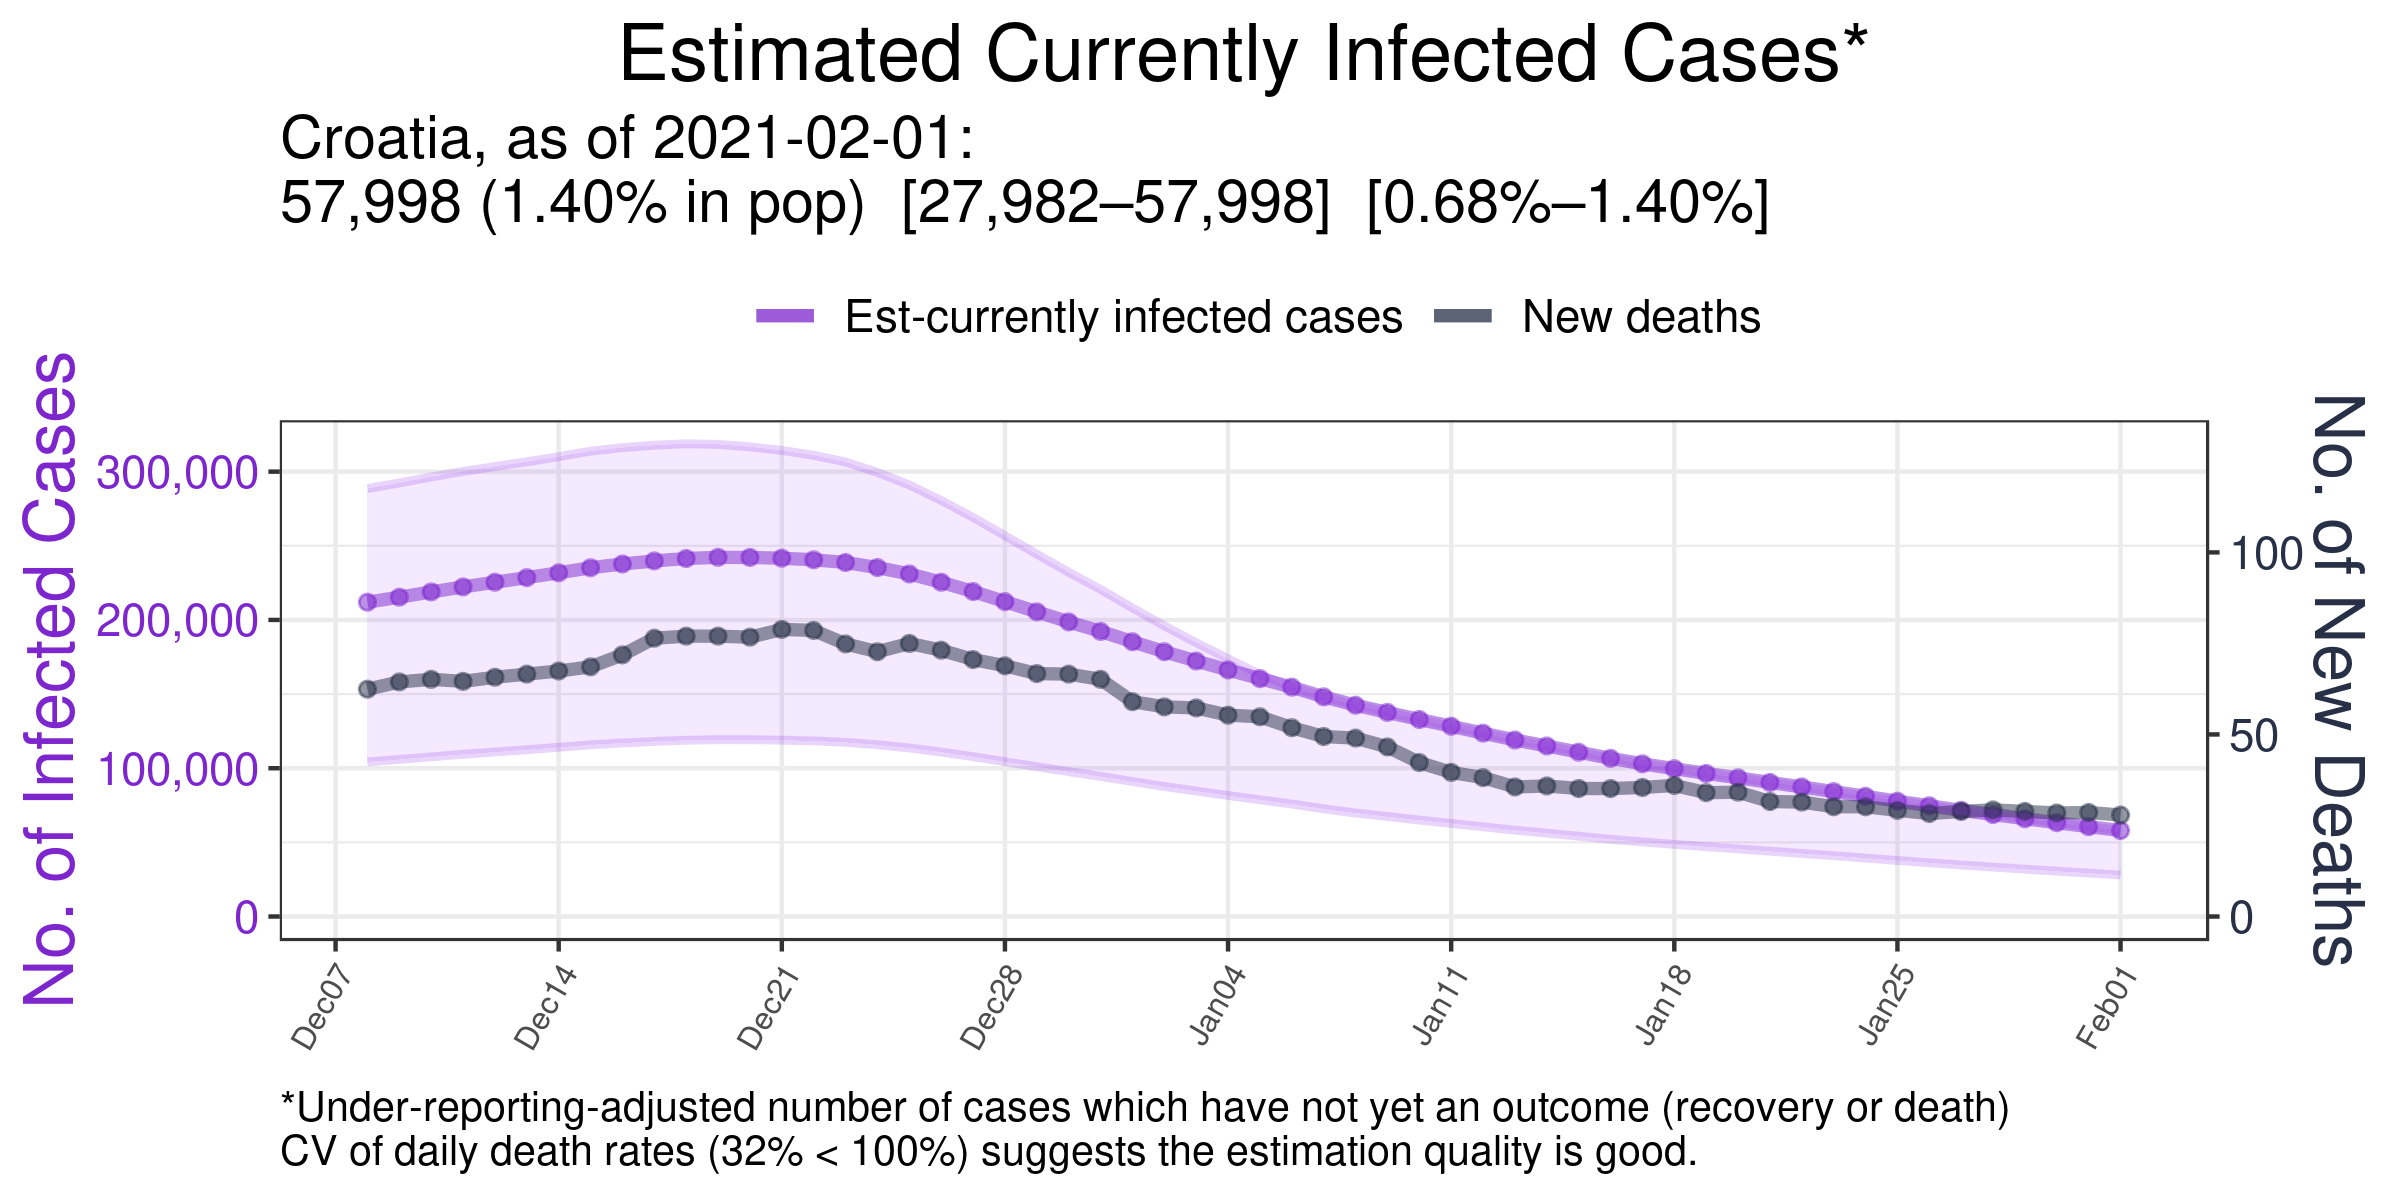 Estimated Currently Infected Cases*
Croatia, as of 2021-02-01:
57,998 (1.40% in pop)  [27,982–57,998]  [0.68%–1.40%]
Est-currently infected cases
New deaths
No. of Infected Cases
300,000
200,000
100,000
0
No. of New Deaths
100
50
0
Dec07
Dec14
Dec21
Dec28
Jan04
Jan11
Jan18
Jan25
Feb01
*Under-reporting-adjusted number of cases which have not yet an outcome (recovery or death)
CV of daily death rates (32% < 100%) suggests the estimation quality is good.